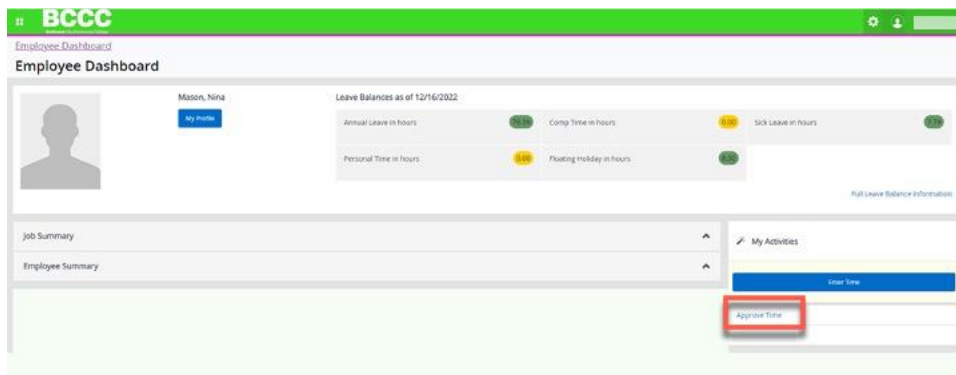 BCCC
Employee Dashboard
Employee Dashboard
Mason, Nina
My Profile
Leave Balances as of 12/16/2022
Annual Leave in hours
Comp Time in hours 0.00
Sick Leave in hours
Personal Time in hours 0.00
Floating Holiday in hours
Full Leave Balance Information
Job Summary
Employee Summary
My Activities
Enter Time
Approve Time